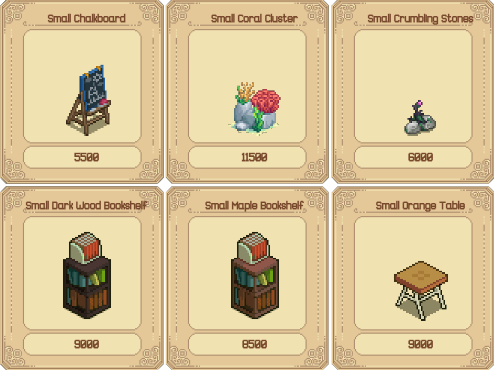 Small Chalkboard
5500
Small Coral Cluster
11500
Small Crumbling Stones
6000
Small Dark Wood Bookshelf
9000
Small Maple Bookshelf
8500
Small Orange Table
9000